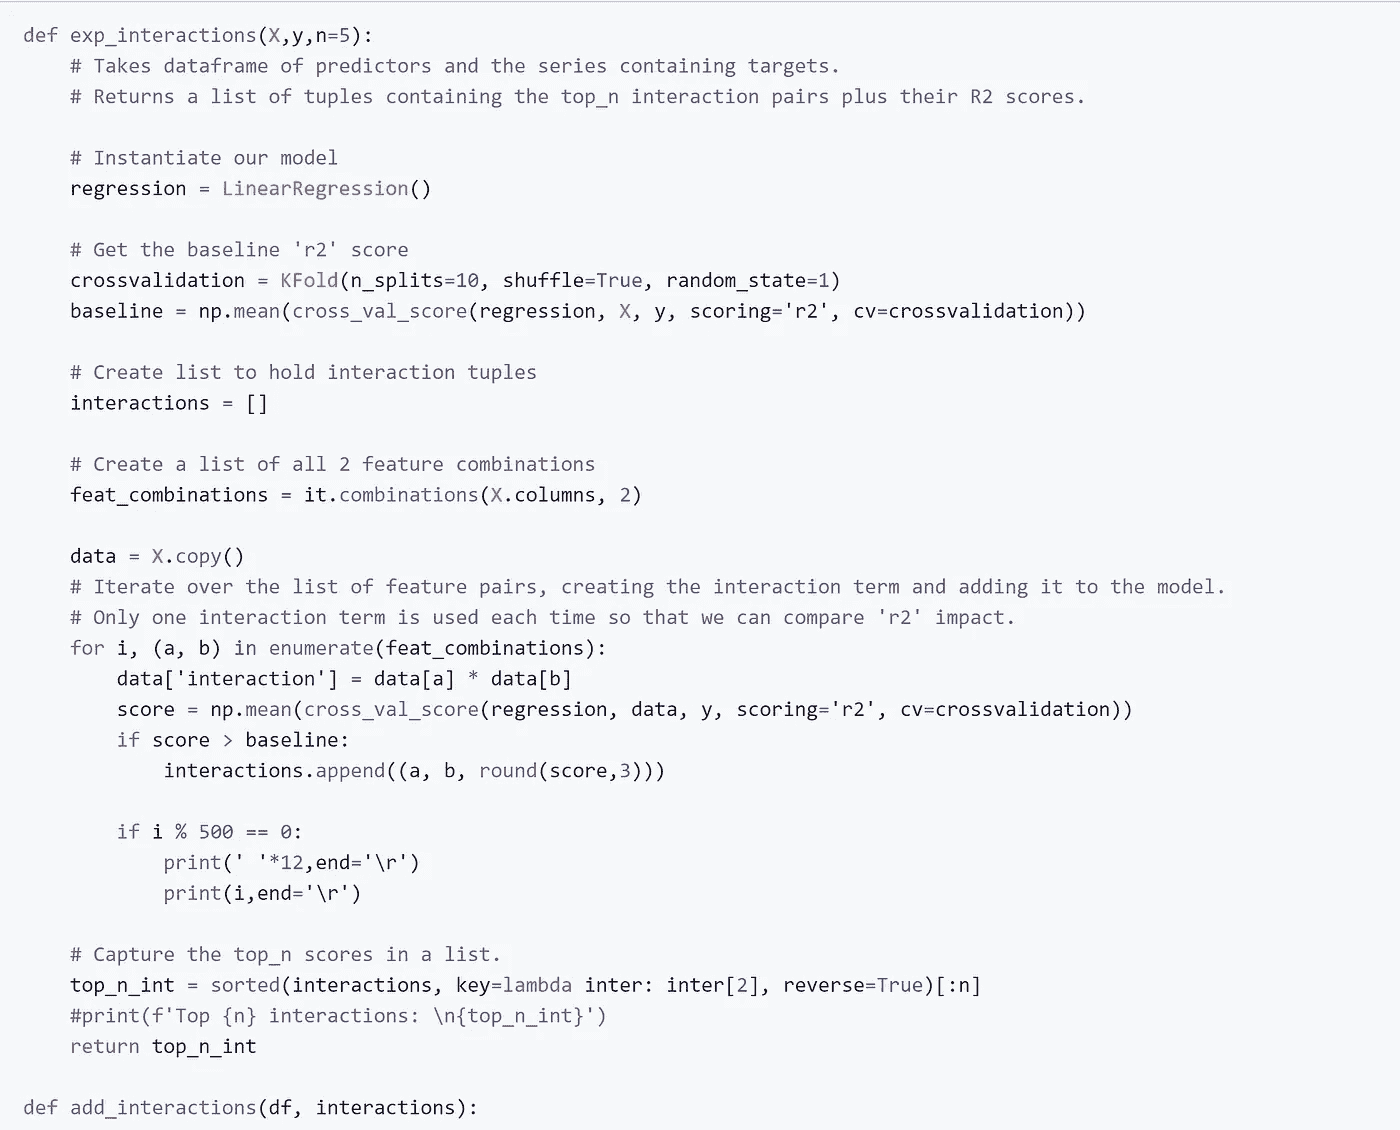 def exp_interactions(X,y,n=5):
    # Takes dataframe of predictors and the series containing targets.
    # Returns a list of tuples containing the top_n interaction pairs plus their R2 scores.

    # Instantiate our model
    regression = LinearRegression()

    # Get the baseline 'r2' score
    crossvalidation = KFold(n_splits=10, shuffle=True, random_state=1)
    baseline = np.mean(cross_val_score(regression, X, y, scoring='r2', cv=crossvalidation))

    # Create list to hold interaction tuples
    interactions = []

    # Create a list of all 2 feature combinations
    feat_combinations = it.combinations(X.columns, 2)

    data = X.copy()
    # Iterate over the list of feature pairs, creating the interaction term and adding it to the model.
    # Only one interaction term is used each time so that we can compare 'r2' impact.
    for i, (a, b) in enumerate(feat_combinations):
        data['interaction'] = data[a] * data[b]
        score = np.mean(cross_val_score(regression, data, y, scoring='r2', cv=crossvalidation))
        if score > baseline:
            interactions.append((a, b, round(score,3)))

        if i % 500 == 0:
            print(' '*12,end='\r')
            print(i,end='\r')

    # Capture the top_n scores in a list.
    top_n_int = sorted(interactions, key=lambda inter: inter[2], reverse=True)[:n]
    #print(f'Top {n} interactions: \n{top_n_int}')
    return top_n_int

def add_interactions(df, interactions):